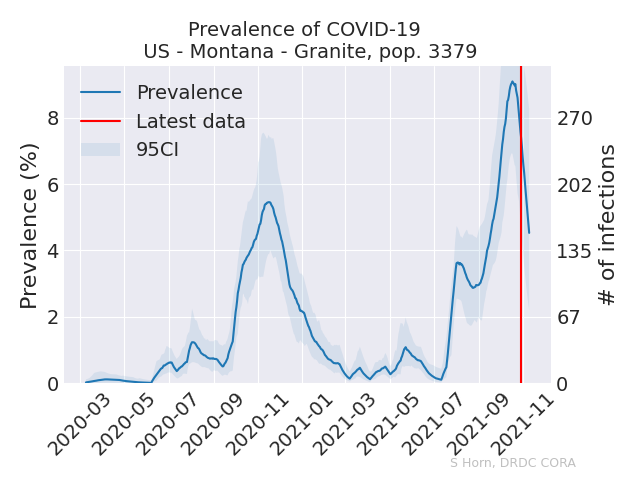 Prevalence of COVID-19
US - Montana - Granite, pop. 3379
Prevalence
Latest data
95CI
Prevalence (%)
8
6
4
2
0
270
202
135
67
0
# of infections
2020-03
2020-05
2020-07
2020-09
2020-11
2021-01
2021-03
2021-05
2021-07
2021-09
2021-11
S Horn, DRDC CORA